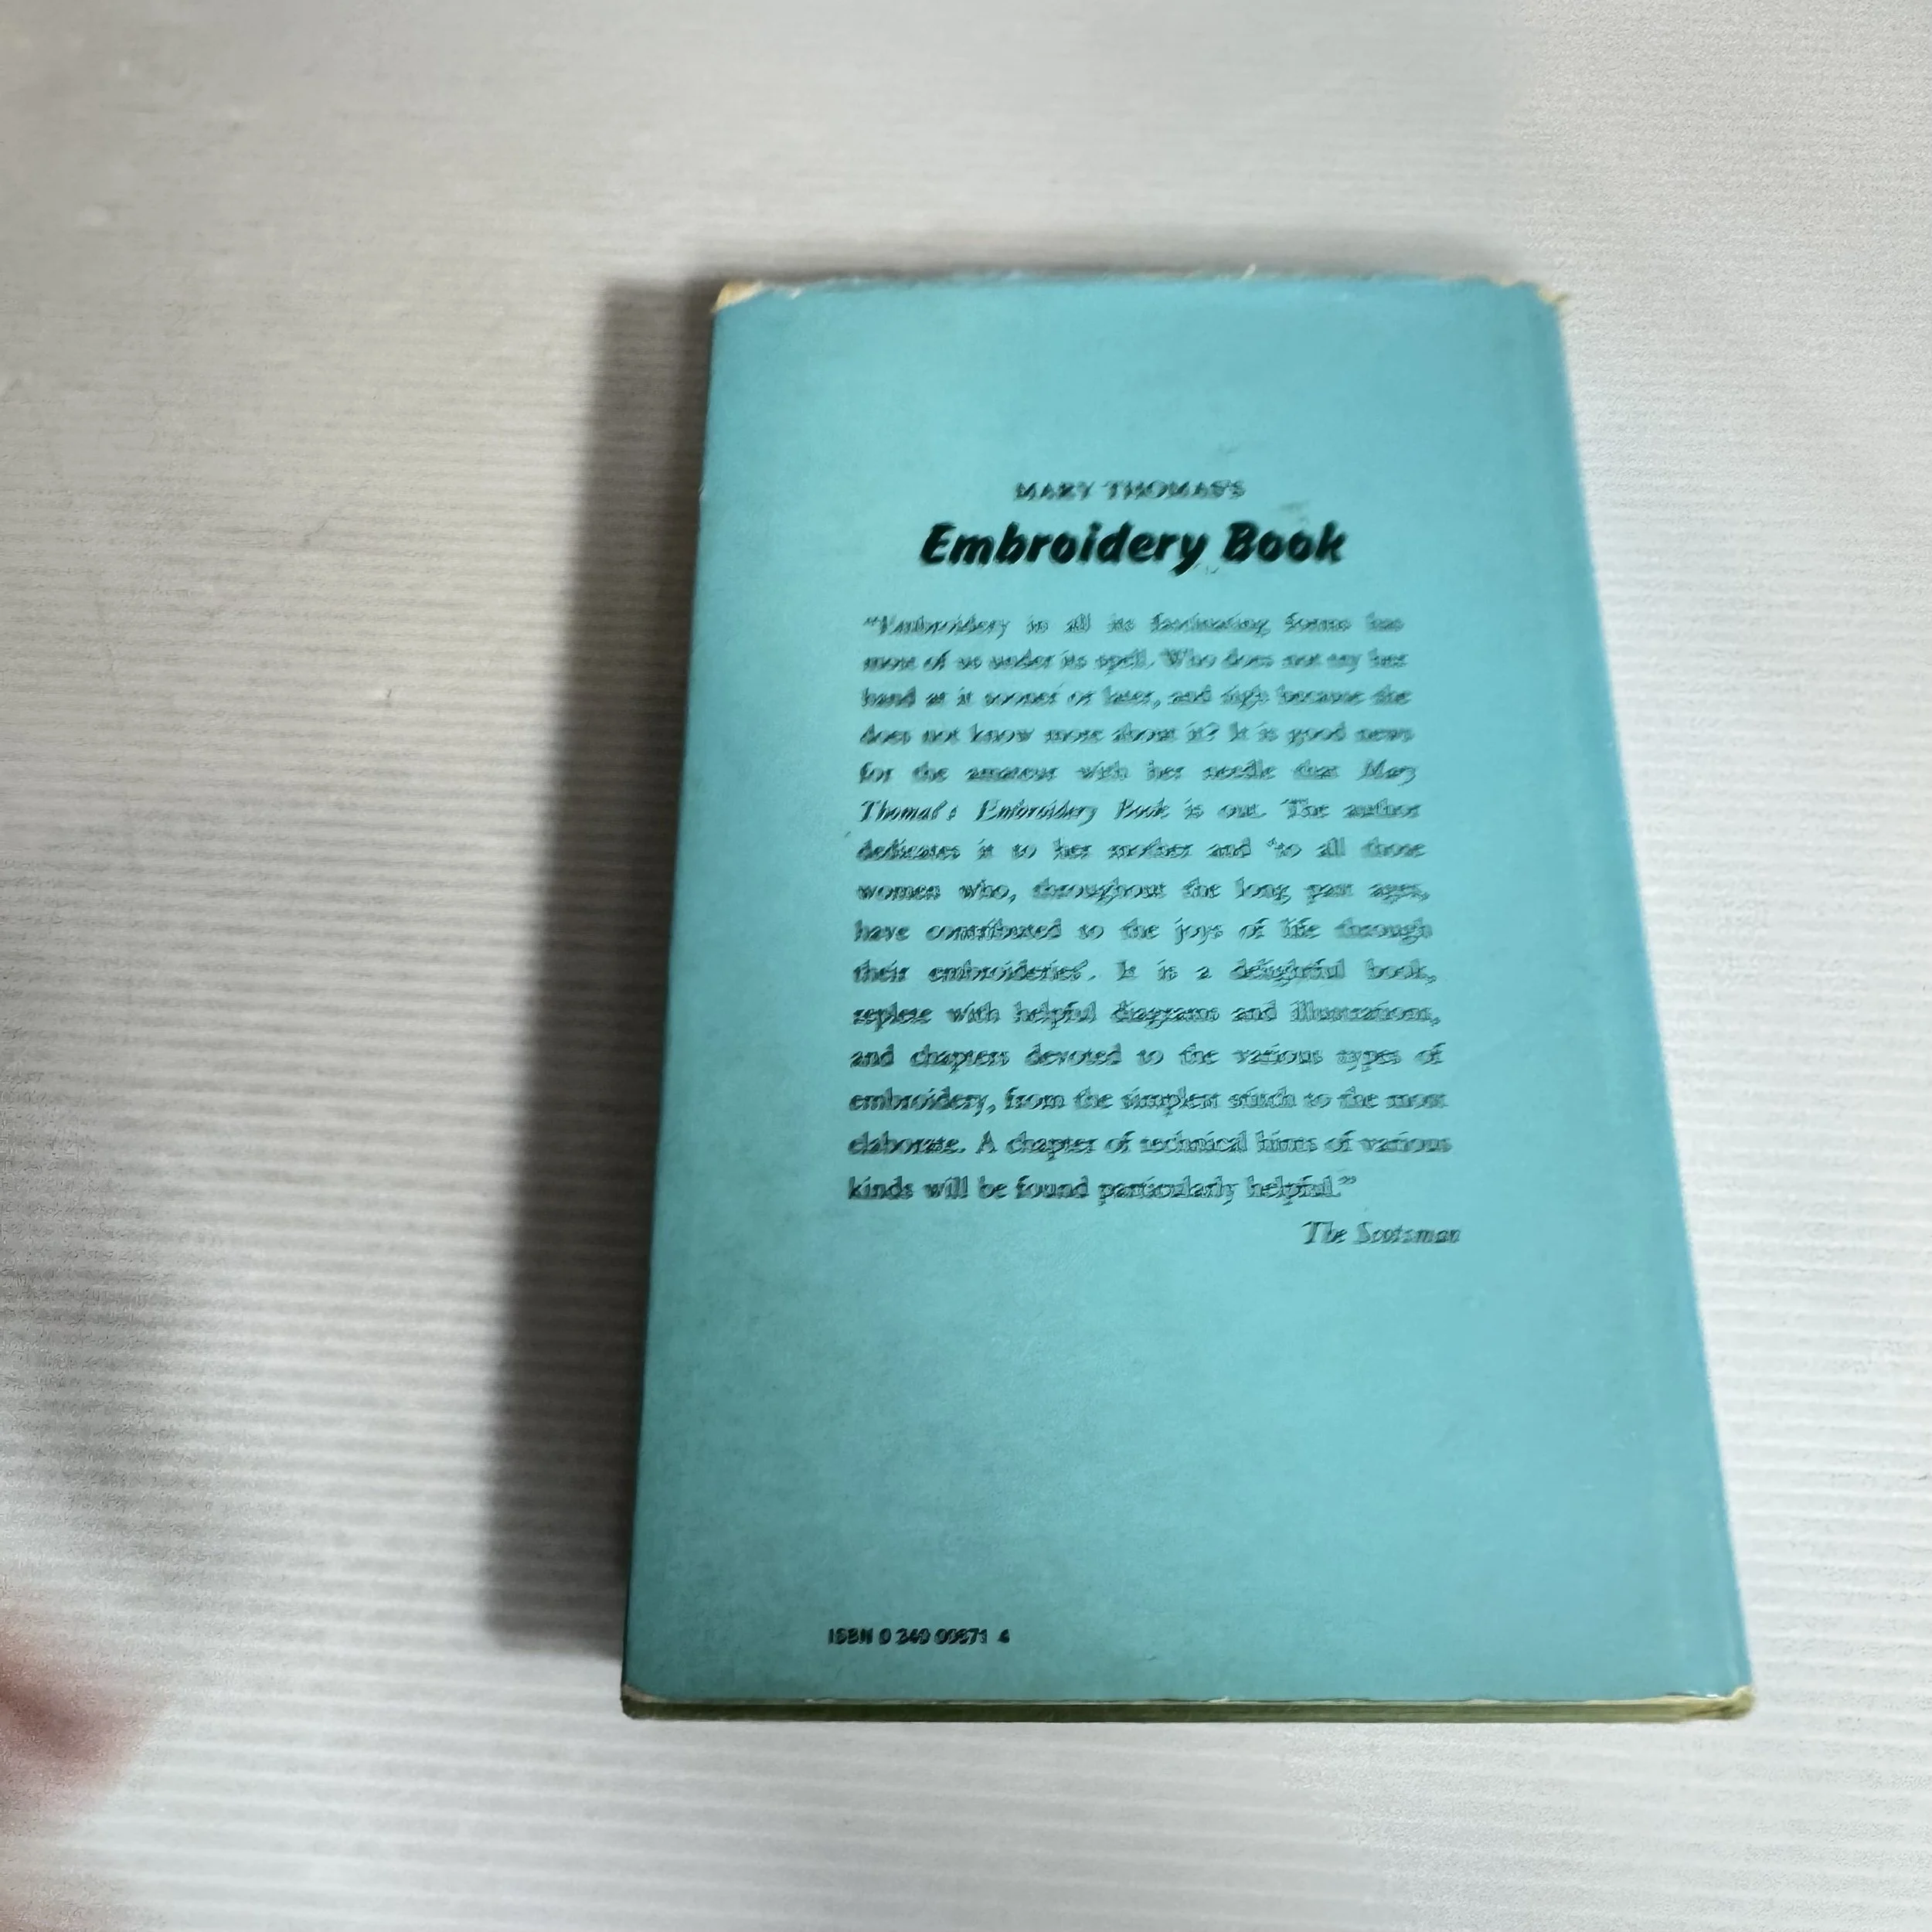 MARY THOMAS'S
Embroidery Book
"Embroidery in all its fascinating forms has
most of us under its spell. Who does not try her
hand at it sooner or later, and sigh because she
does not know more about it? It is good news
for the amateur with her needle that Mary
Thomas's Embroidery Book is out. The author
dedicates it to her mother and 'to all those
women who, throughout the long past ages,
have contributed to the joys of life through
their embroideries'. It is a delightful book,
replete with helpful diagrams and illustrations,
and chapters devoted to the various types of
embroidery, from the simplest stitch to the most
elaborate. A chapter of technical hints of various
kinds will be found particularly helpful."
The Scotsman
ISBN 0 340